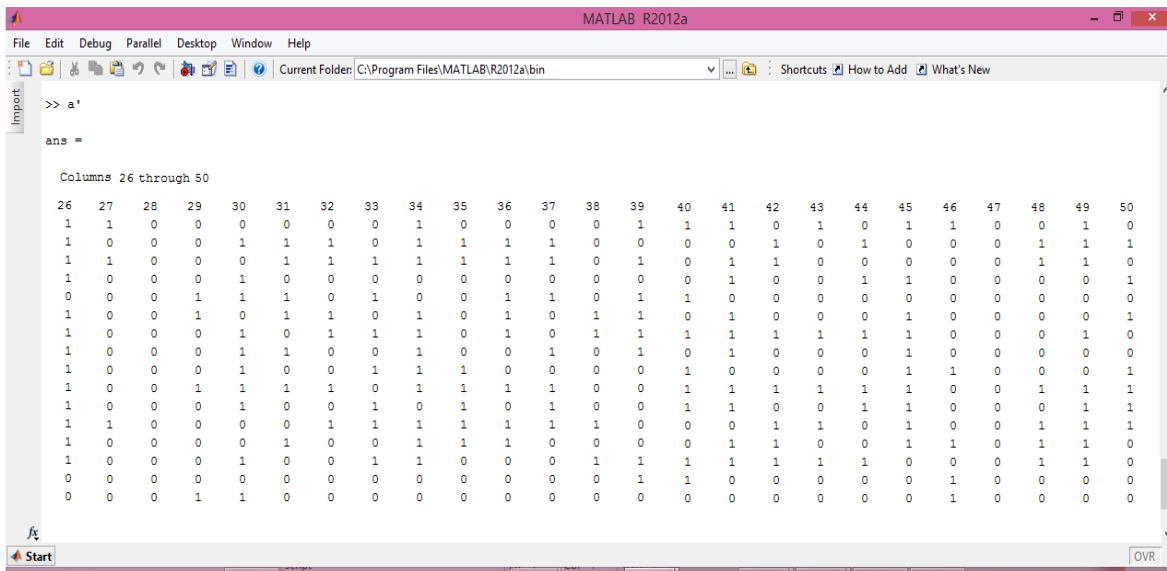 MATLAB R2012a
File Edit Debug Parallel Desktop Window Help
Current Folder: C:\Program Files\MATLAB\R2012a\bin Shortcuts How to Add What's New
Import
>> a'
ans =
Columns 26 through 50
26 27 28 29 30 31 32 33 34 35 36 37 38 39 40 41 42 43 44 45 46 47 48 49 50
1 1 0 0 0 0 0 0 1 0 0 0 0 1 1 1 0 1 0 1 1 0 0 1 0
1 0 0 0 1 1 1 0 1 1 1 1 0 0 0 0 1 0 1 0 0 0 1 1 1
1 1 0 0 0 1 1 1 1 1 1 1 0 1 0 1 1 0 0 0 0 0 1 1 0
1 0 0 0 1 0 0 0 0 0 0 0 0 0 0 1 0 0 1 1 0 0 0 0 1
0 0 0 1 1 1 0 1 0 0 1 1 0 1 1 0 0 0 0 0 0 0 0 0 0
1 0 0 1 0 1 1 0 1 0 1 0 1 1 0 1 0 0 0 1 0 0 0 0 1
1 0 0 0 1 0 1 1 1 0 1 0 1 1 1 1 1 1 1 1 0 0 0 1 0
1 0 0 0 1 1 0 0 1 0 0 1 0 1 0 1 0 0 0 1 0 0 0 0 0
1 0 0 0 1 0 0 1 1 1 0 0 0 0 1 0 0 0 0 1 1 0 0 0 1
1 0 0 1 1 1 1 0 1 1 1 1 0 0 1 1 1 1 1 1 0 0 1 1 1
1 0 0 0 1 0 0 1 0 1 0 1 0 0 1 1 0 0 1 1 0 0 0 1 1
1 1 0 0 0 0 1 1 1 1 1 1 1 0 0 0 1 1 0 1 0 0 1 1 1
1 0 0 0 0 1 0 0 1 1 1 0 0 0 0 1 1 0 0 1 1 0 1 1 0
1 0 0 0 1 0 0 1 1 0 0 0 1 1 1 1 1 1 1 0 0 0 1 1 0
0 0 0 0 0 0 0 0 0 0 0 0 0 1 1 0 0 0 0 0 1 0 0 0 0
0 0 0 1 1 0 0 0 0 0 0 0 0 0 0 0 0 0 0 0 1 0 0 0 0
fx
Start OVR